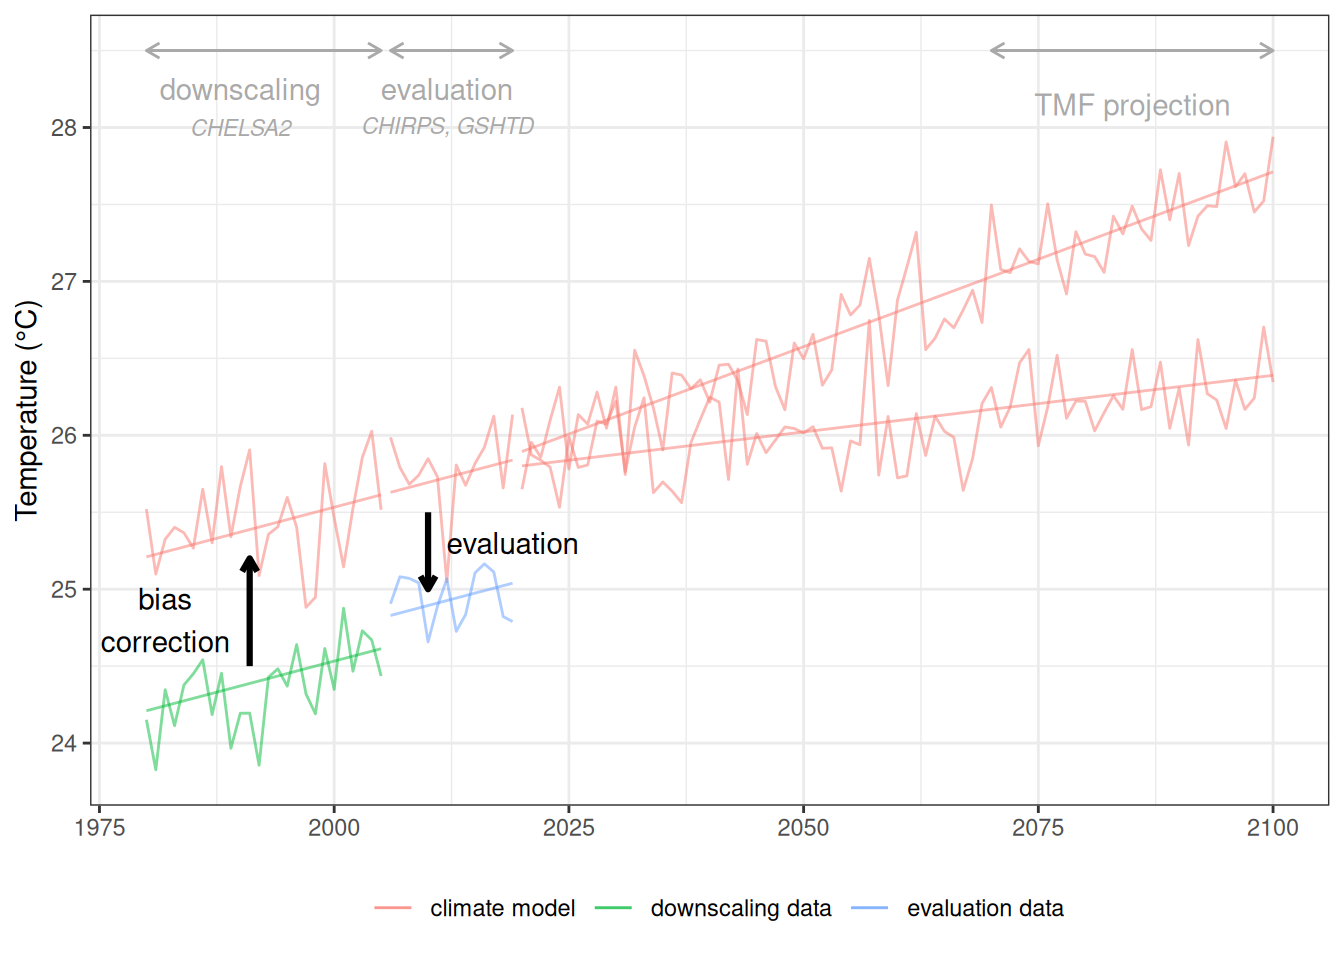 downscaling
CHELSA2
evaluation
CHIRPS, GSHTD
TMF projection
Temperature (°C)
28
27
26
25
24
evaluation
bias
correction
1975
2000
2025
2050
2075
2100
climate model
downscaling data
evaluation data